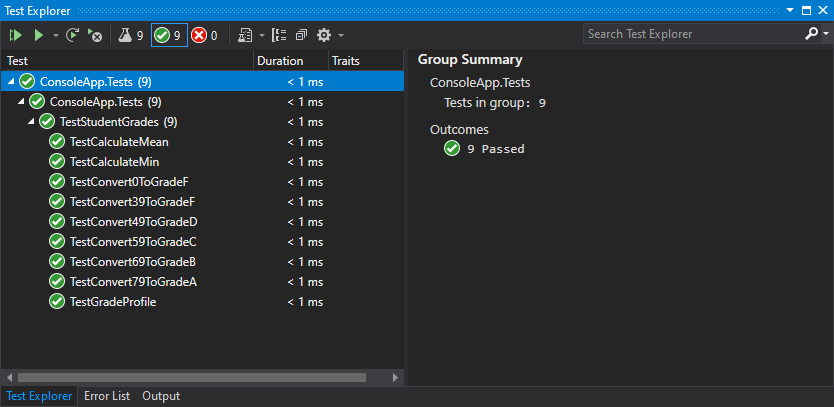 Test Explorer
9 9 0
Search Test Explorer
Test Duration Traits
ConsoleApp.Tests (9) < 1 ms
ConsoleApp.Tests (9) < 1 ms
TestStudentGrades (9) < 1 ms
TestCalculateMean < 1 ms
TestCalculateMin < 1 ms
TestConvert0ToGradeF < 1 ms
TestConvert39ToGradeF < 1 ms
TestConvert49ToGradeD < 1 ms
TestConvert59ToGradeC < 1 ms
TestConvert69ToGradeB < 1 ms
TestConvert79ToGradeA < 1 ms
TestGradeProfile < 1 ms
Group Summary
ConsoleApp.Tests
Tests in group: 9
Outcomes
9 Passed
Test Explorer Error List Output